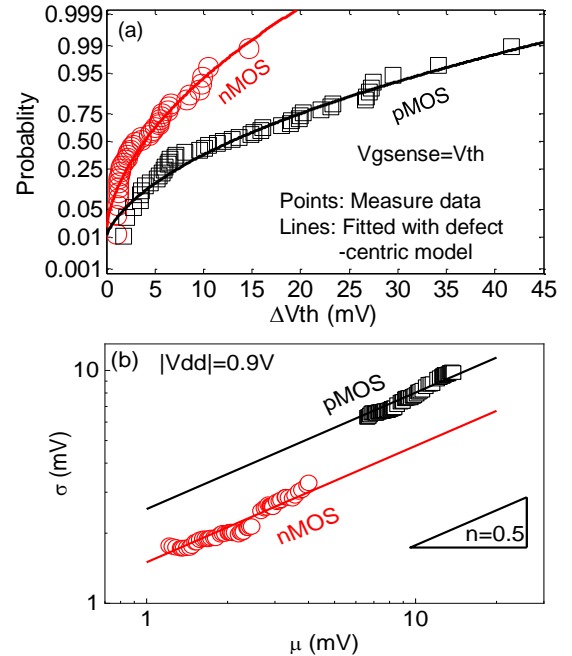 (a)
0.999
0.99
0.95
0.75
0.50
0.25
0.05
0.01
0.001
Probablity
nMOS
pMOS
Vgsense=Vth
Points: Measure data
Lines: Fitted with defect
-centric model
0 5 10 15 20 25 30 35 40 45
ΔVth (mV)
(b)
|Vdd|=0.9V
10
1
σ (mV)
pMOS
nMOS
n=0.5
1 10
μ (mV)